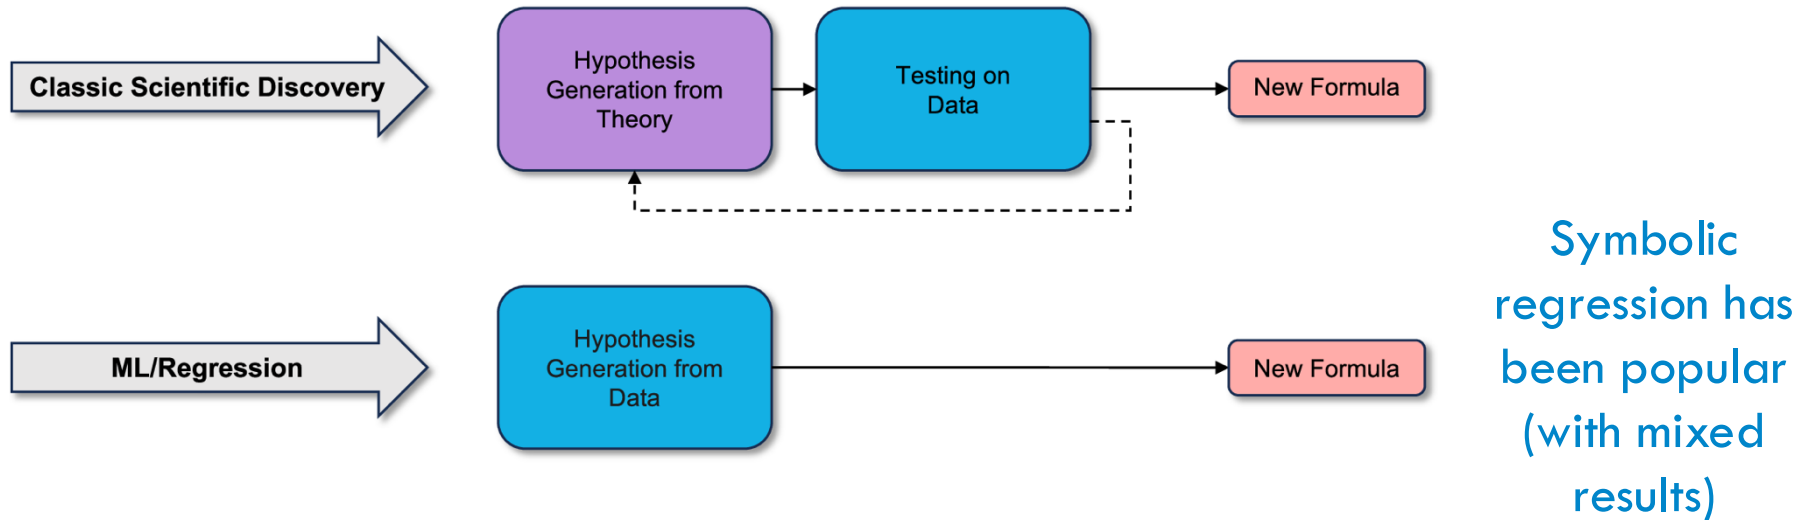 Classic Scientific Discovery
Hypothesis
Generation from
Theory
Testing on
Data
New Formula
ML/Regression
Hypothesis
Generation from
Data
New Formula
Symbolic
regression has
been popular
(with mixed
results)